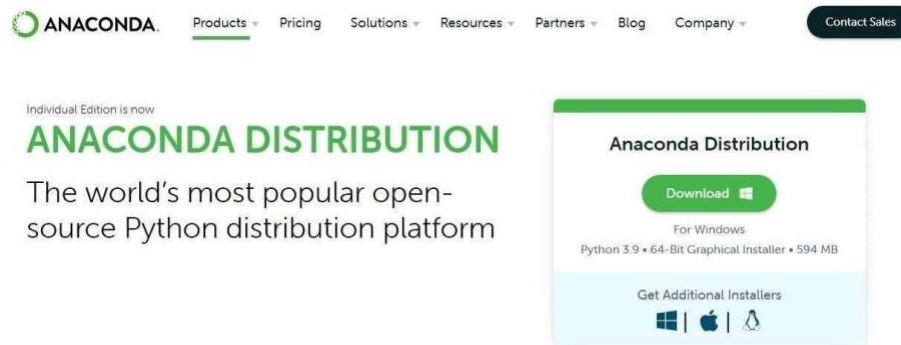 ANACONDA.
Products Pricing Solutions Resources Partners Blog Company Contact Sales
Individual Edition is now
ANACONDA DISTRIBUTION
The world's most popular open-
source Python distribution platform
Anaconda Distribution
Download
For Windows
Python 3.9 • 64-Bit Graphical Installer • 594 MB
Get Additional Installers
| |